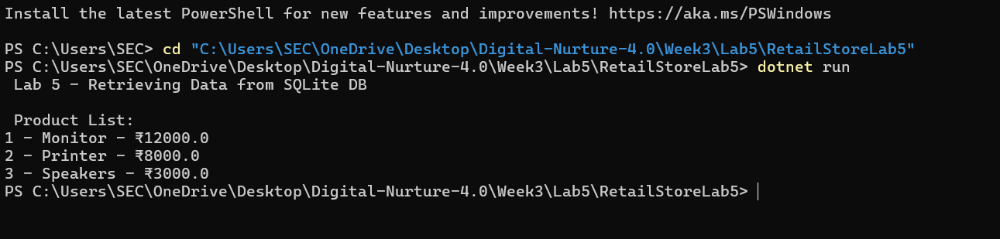 Install the latest PowerShell for new features and improvements! https://aka.ms/PSWindows
PS C:\Users\SEC> cd "C:\Users\SEC\OneDrive\Desktop\Digital-Nurture-4.0\Week3\Lab5\RetailStoreLab5"
PS C:\Users\SEC\OneDrive\Desktop\Digital-Nurture-4.0\Week3\Lab5\RetailStoreLab5> dotnet run
Lab 5 - Retrieving Data from SQLite DB
Product List:
1 - Monitor - ₹12000.0
2 - Printer - ₹8000.0
3 - Speakers - ₹3000.0
PS C:\Users\SEC\OneDrive\Desktop\Digital-Nurture-4.0\Week3\Lab5\RetailStoreLab5>